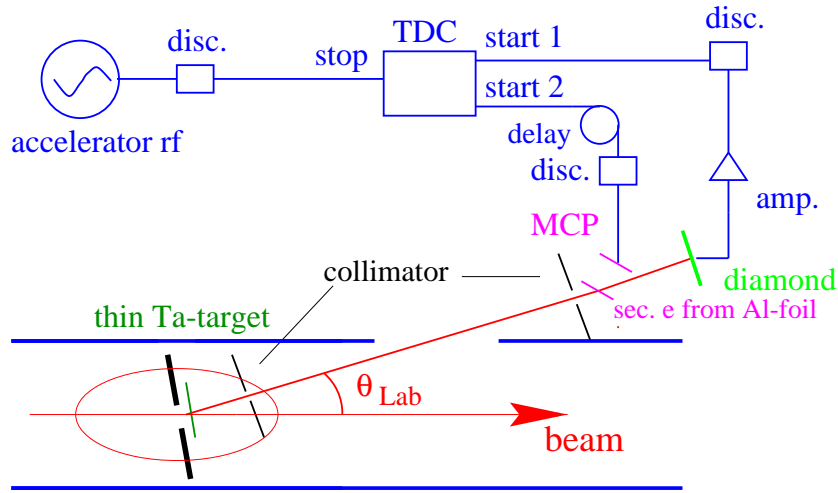 disc.
TDC
start 1
disc.
stop
start 2
accelerator rf
delay
disc.
amp.
MCP
collimator
diamond
sec. e from Al-foil
thin Ta-target
θ Lab
beam